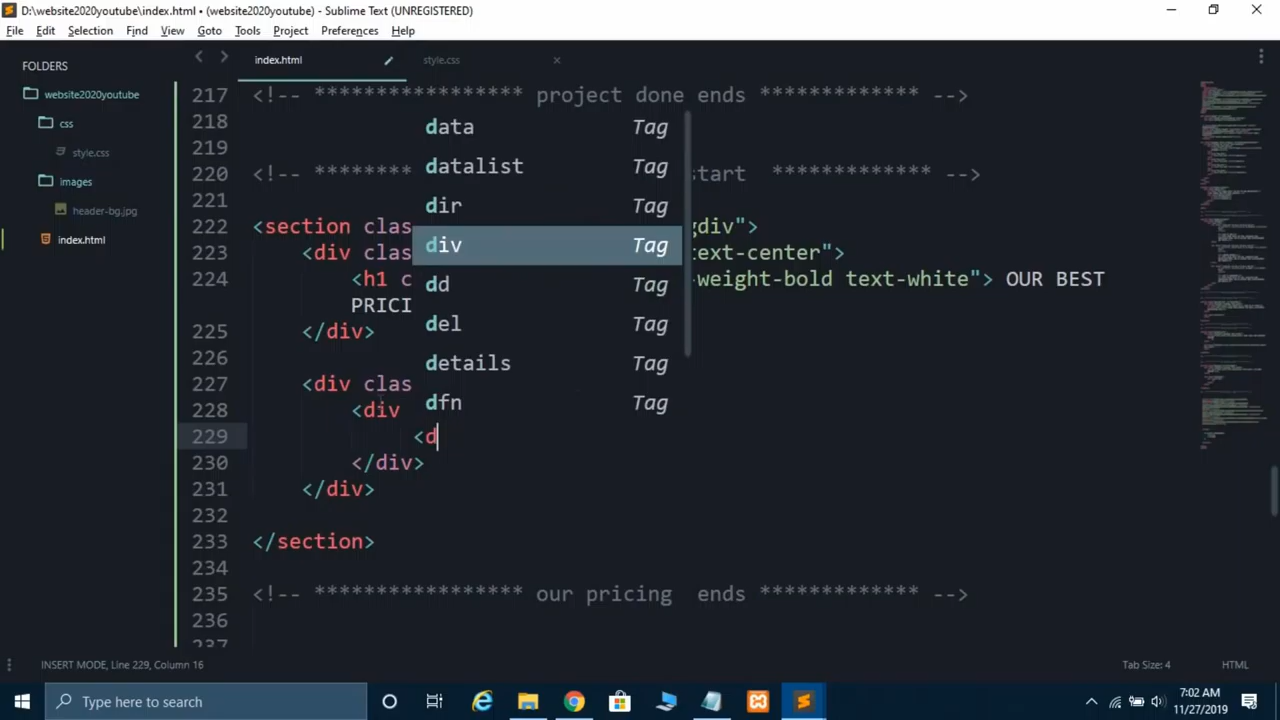 D:\website2020youtube\index.html • (website2020youtube) - Sublime Text (UNREGISTERED)
File Edit Selection Find View Goto Tools Project Preferences Help
FOLDERS
website2020youtube
css
style.css
images
header-bg.jpg
index.html
index.html style.css
217 <!-- ***************** project done ends ************* -->
218
219
220 <!-- ******** start ************* -->
221
222 <section clas gdiv">
223 <div clas text-center">
224 <h1 c -weight-bold text-white"> OUR BEST
PRICI
225 </div>
226
227 <div clas
228 <div
229 <d
230 </div>
231 </div>
232
233 </section>
234
235 <!-- ***************** our pricing ends ************* -->
236
237
data Tag
datalist Tag
dir Tag
div Tag
dd Tag
del Tag
details Tag
dfn Tag
INSERT MODE, Line 229, Column 16 Tab Size: 4 HTML
Type here to search
7:02 AM
11/27/2019